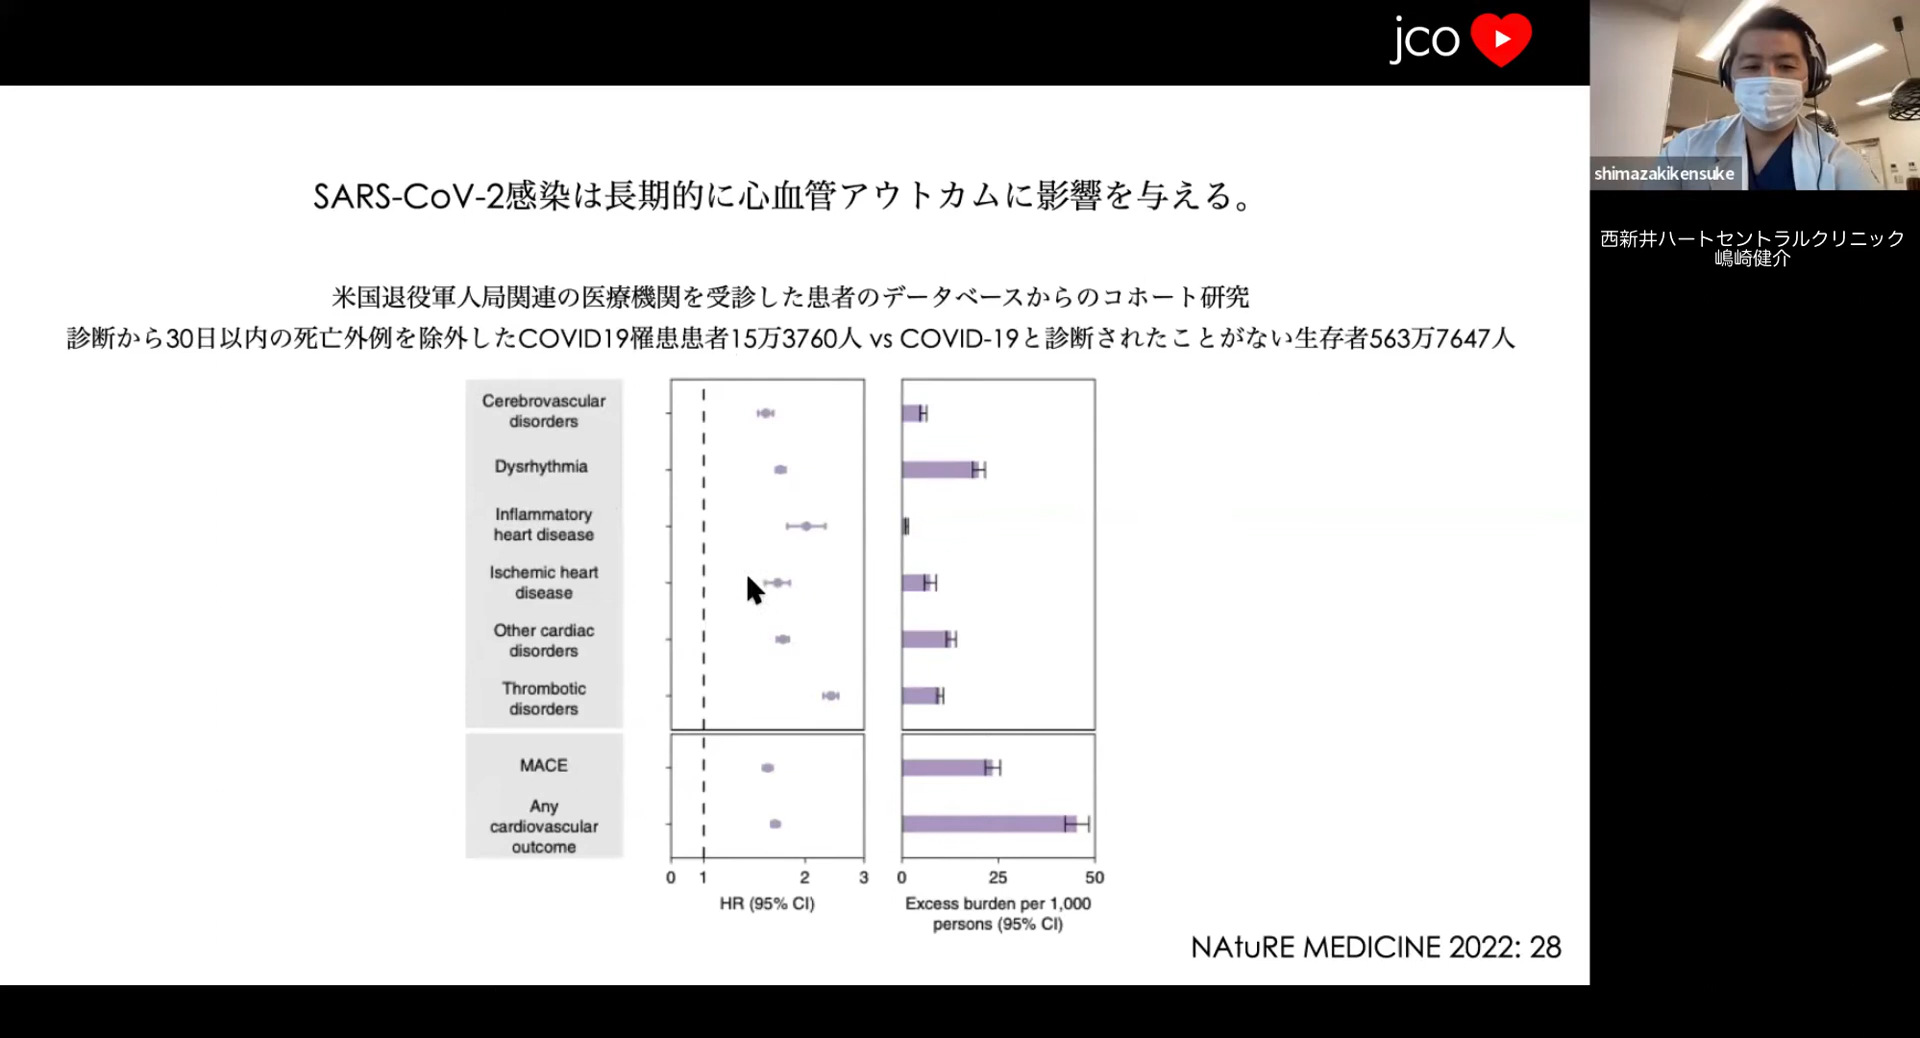 jco
shimazakikensuke
西新井ハートセントラルクリニック
嶋崎健介
SARS-CoV-2感染は長期的に心血管アウトカムに影響を与える。
米国退役軍人局関連の医療機関を受診した患者のデータベースからのコホート研究
診断から30日以内の死亡外例を除外したCOVID19罹患患者15万3760人 vs COVID-19と診断されたことがない生存者563万7647人
Cerebrovascular
disorders
Dysrhythmia
Inflammatory
heart disease
Ischemic heart
disease
Other cardiac
disorders
Thrombotic
disorders
MACE
Any
cardiovascular
outcome
0 1 2 3
HR (95% CI)
0 25 50
Excess burden per 1,000
persons (95% CI)
NAtuRE MEDICINE 2022: 28